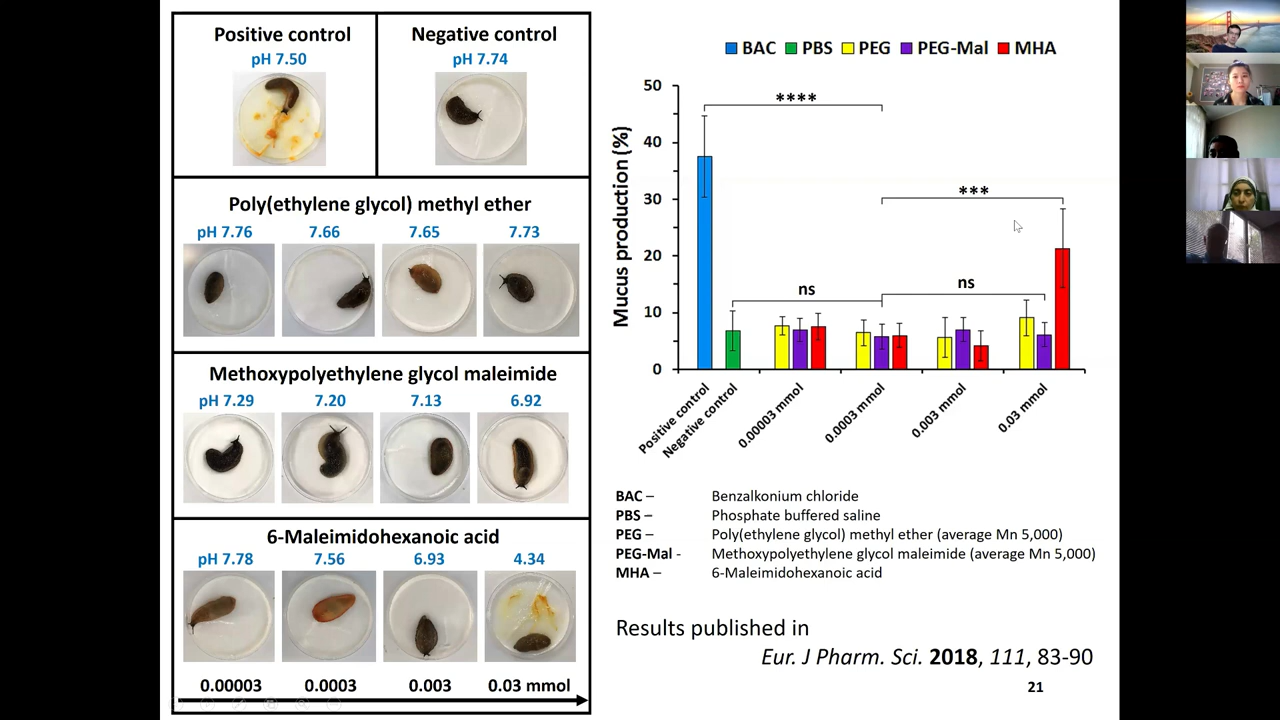 Positive control
pH 7.50
Negative control
pH 7.74
Poly(ethylene glycol) methyl ether
pH 7.76 7.66 7.65 7.73
Methoxypolyethylene glycol maleimide
pH 7.29 7.20 7.13 6.92
6-Maleimidohexanoic acid
pH 7.78 7.56 6.93 4.34
0.00003 0.0003 0.003 0.03 mmol
BAC PBS PEG PEG-Mal MHA
Mucus production (%)
50
40
30
20
10
0
****
***
ns
ns
Positive control
Negative control
0.00003 mmol
0.0003 mmol
0.003 mmol
0.03 mmol
BAC – Benzalkonium chloride
PBS – Phosphate buffered saline
PEG – Poly(ethylene glycol) methyl ether (average Mn 5,000)
PEG-Mal - Methoxypolyethylene glycol maleimide (average Mn 5,000)
MHA – 6-Maleimidohexanoic acid
Results published in
Eur. J Pharm. Sci. 2018, 111, 83-90
21